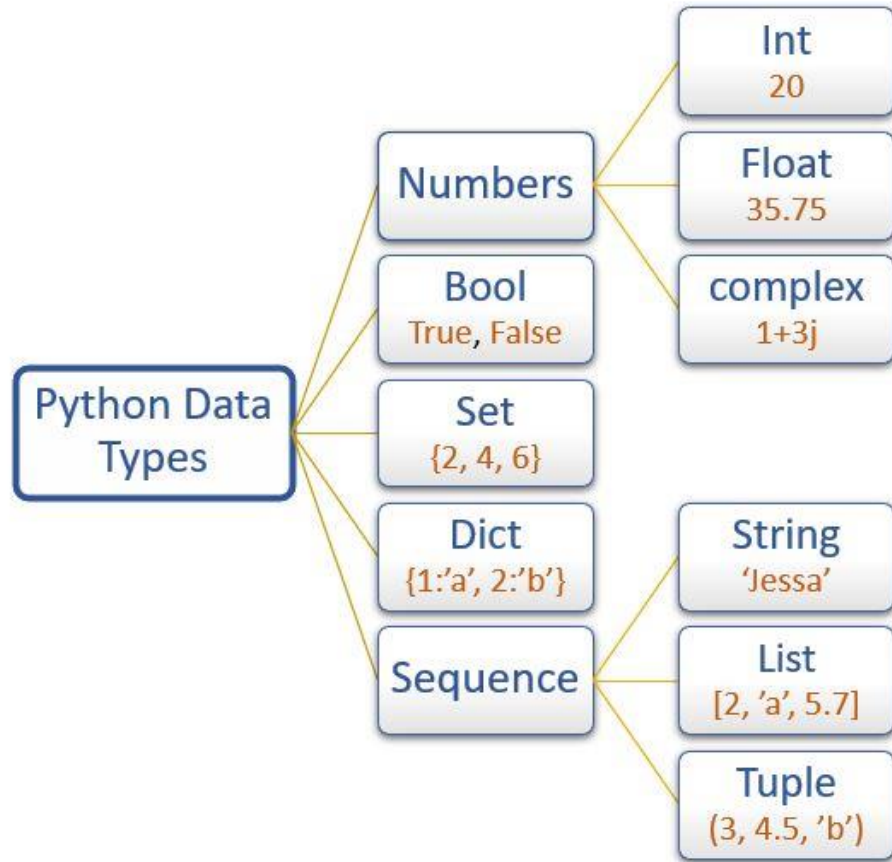 Python Data
Types
Numbers
Int
20
Float
35.75
complex
1+3j
Bool
True, False
Set
{2, 4, 6}
Dict
{1:’a’, 2:’b’}
Sequence
String
‘Jessa’
List
[2, ’a’, 5.7]
Tuple
(3, 4.5, ’b’)